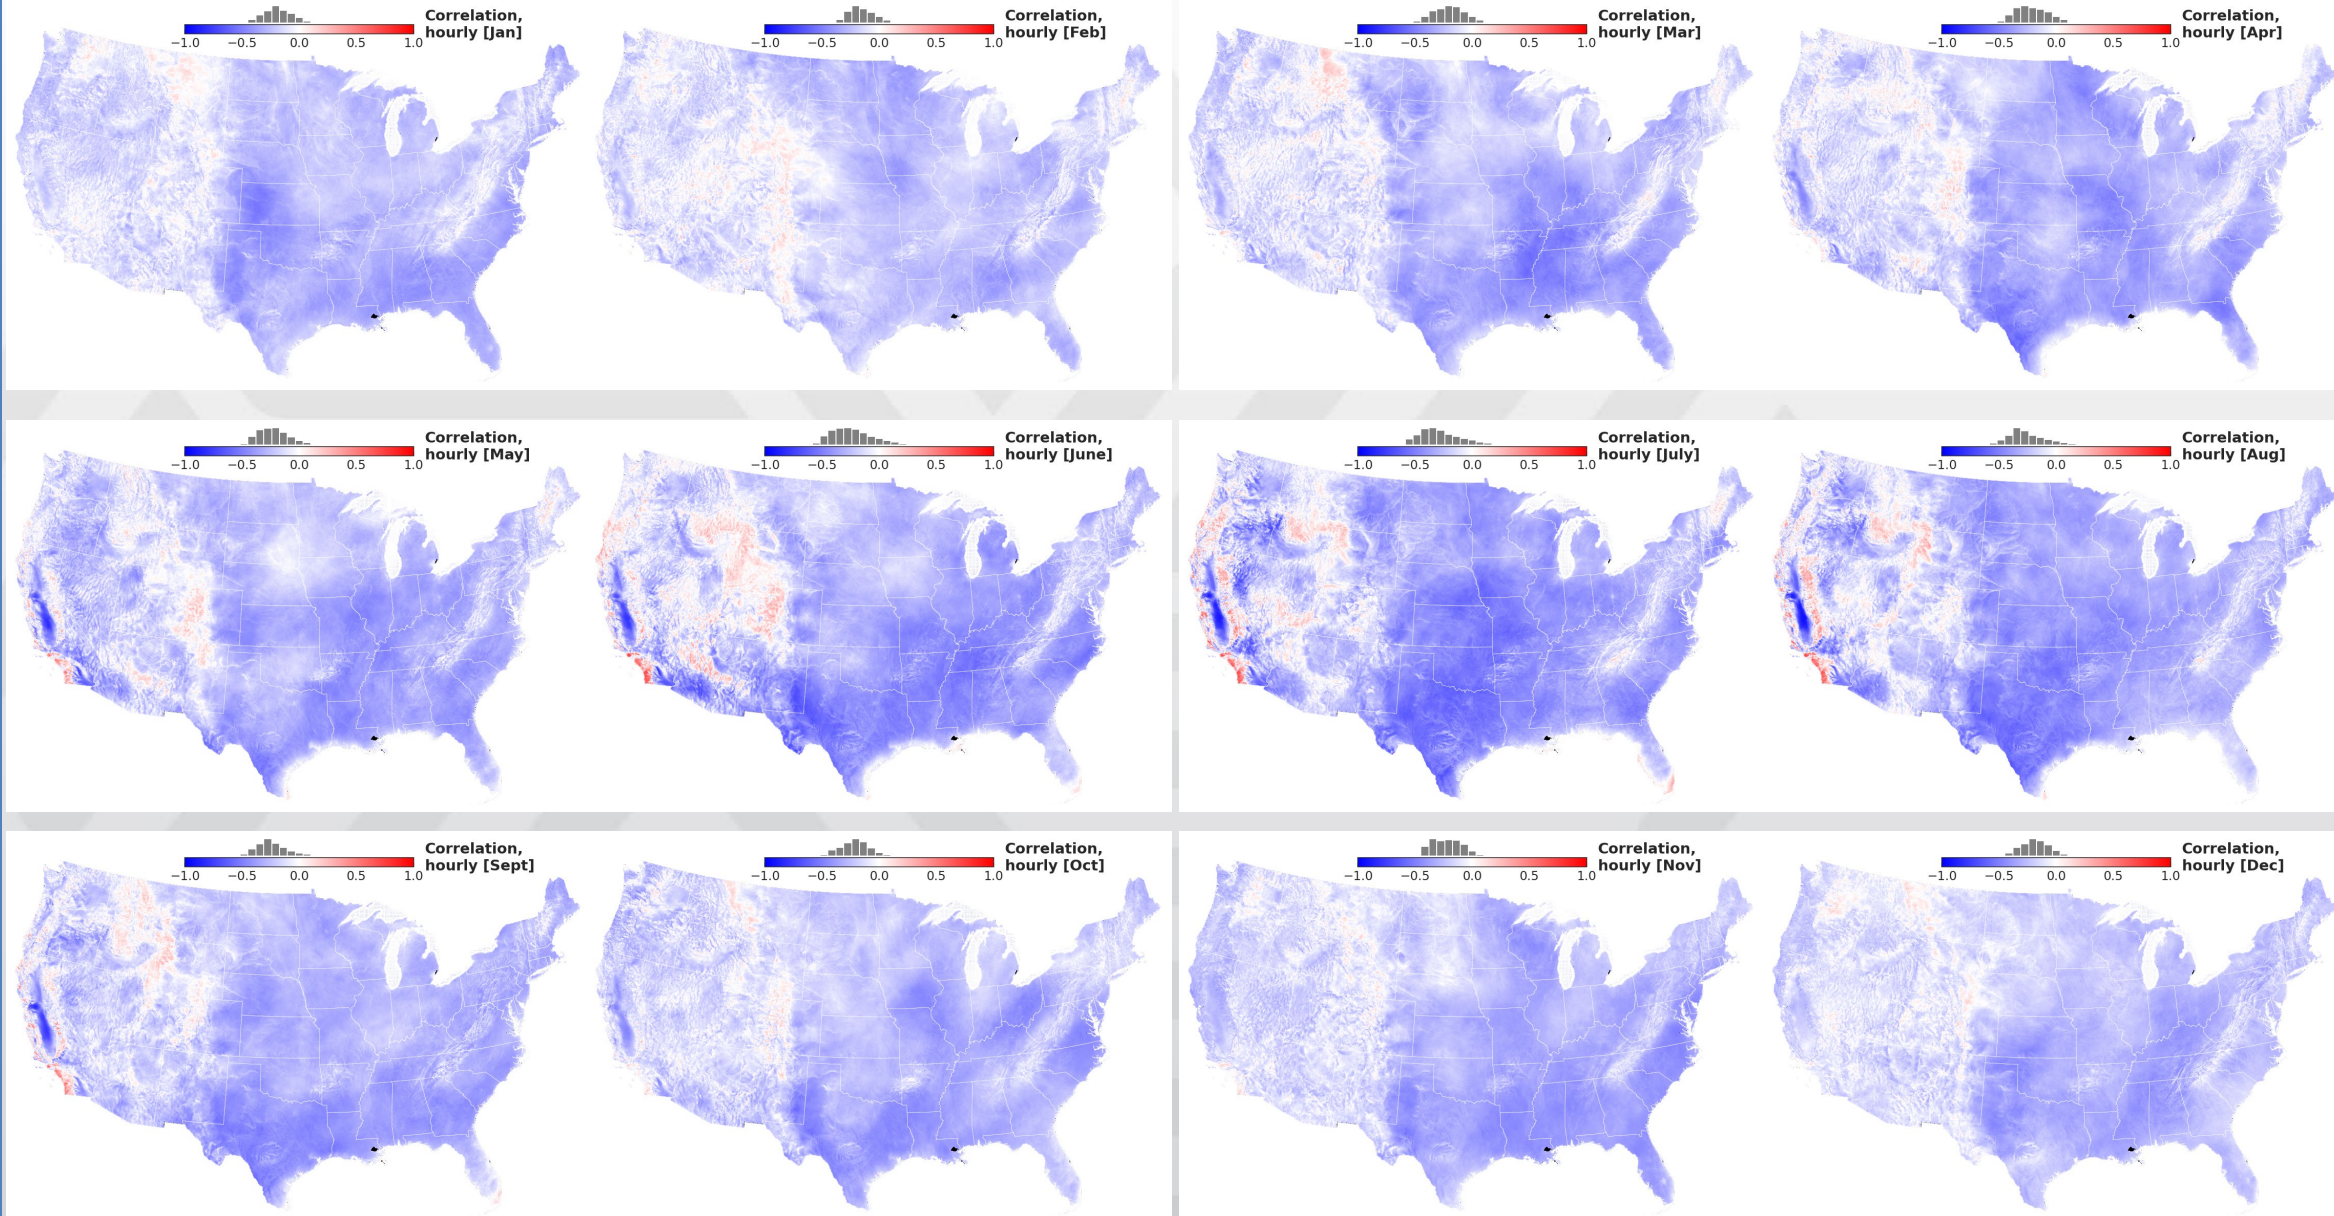 Correlation,
hourly [Jan]
−1.0 −0.5 0.0 0.5 1.0
Correlation,
hourly [Feb]
−1.0 −0.5 0.0 0.5 1.0
Correlation,
hourly [Mar]
−1.0 −0.5 0.0 0.5 1.0
Correlation,
hourly [Apr]
−1.0 −0.5 0.0 0.5 1.0
Correlation,
hourly [May]
−1.0 −0.5 0.0 0.5 1.0
Correlation,
hourly [June]
−1.0 −0.5 0.0 0.5 1.0
Correlation,
hourly [July]
−1.0 −0.5 0.0 0.5 1.0
Correlation,
hourly [Aug]
−1.0 −0.5 0.0 0.5 1.0
Correlation,
hourly [Sept]
−1.0 −0.5 0.0 0.5 1.0
Correlation,
hourly [Oct]
−1.0 −0.5 0.0 0.5 1.0
Correlation,
hourly [Nov]
−1.0 −0.5 0.0 0.5 1.0
Correlation,
hourly [Dec]
−1.0 −0.5 0.0 0.5 1.0